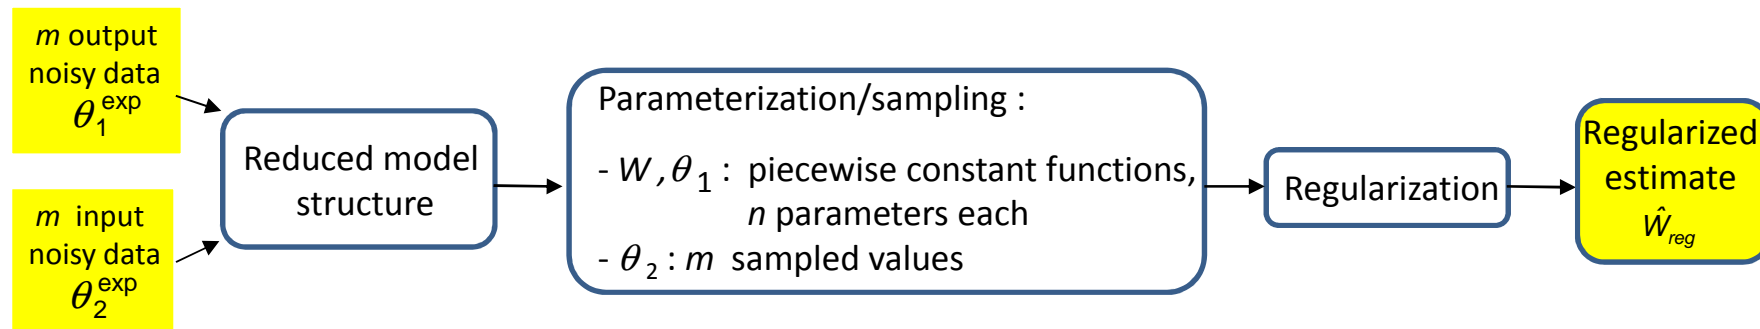 m output
noisy data
θ₁ᵉˣᵖ
m input
noisy data
θ₂ᵉˣᵖ
Reduced model
structure
Parameterization/sampling :
- W , θ₁ : piecewise constant functions,
n parameters each
- θ₂ : m sampled values
Regularization
Regularized
estimate
Ŵreg